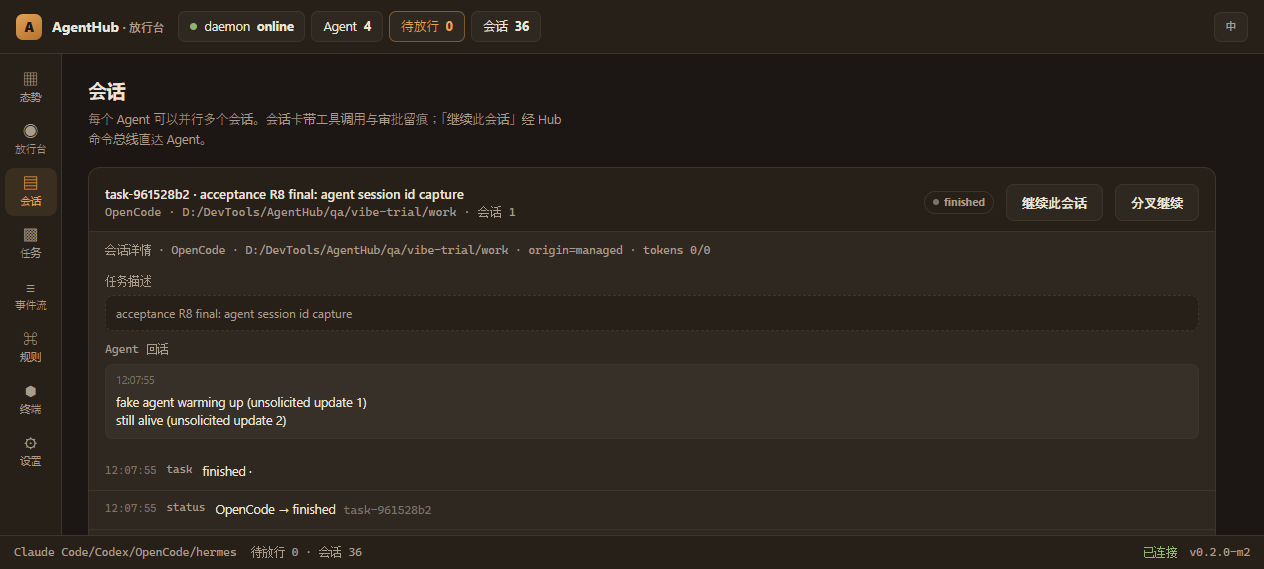 A AgentHub · 放行台 daemon online Agent 4 待放行 0 会话 36 中
态势
放行台
会话
任务
事件流
规则
终端
设置
会话
每个 Agent 可以并行多个会话。会话卡带工具调用与审批留痕；「继续此会话」经 Hub
命令总线直达 Agent。
task-961528b2 · acceptance R8 final: agent session id capture
OpenCode · D:/DevTools/AgentHub/qa/vibe-trial/work · 会话 1
finished 继续此会话 分叉继续
会话详情 · OpenCode · D:/DevTools/AgentHub/qa/vibe-trial/work · origin=managed · tokens 0/0
任务描述
acceptance R8 final: agent session id capture
Agent 回话
12:07:55
fake agent warming up (unsolicited update 1)
still alive (unsolicited update 2)
12:07:55 task finished ·
12:07:55 status OpenCode → finished task-961528b2
Claude Code/Codex/OpenCode/hermes 待放行 0 · 会话 36 已连接 v0.2.0-m2